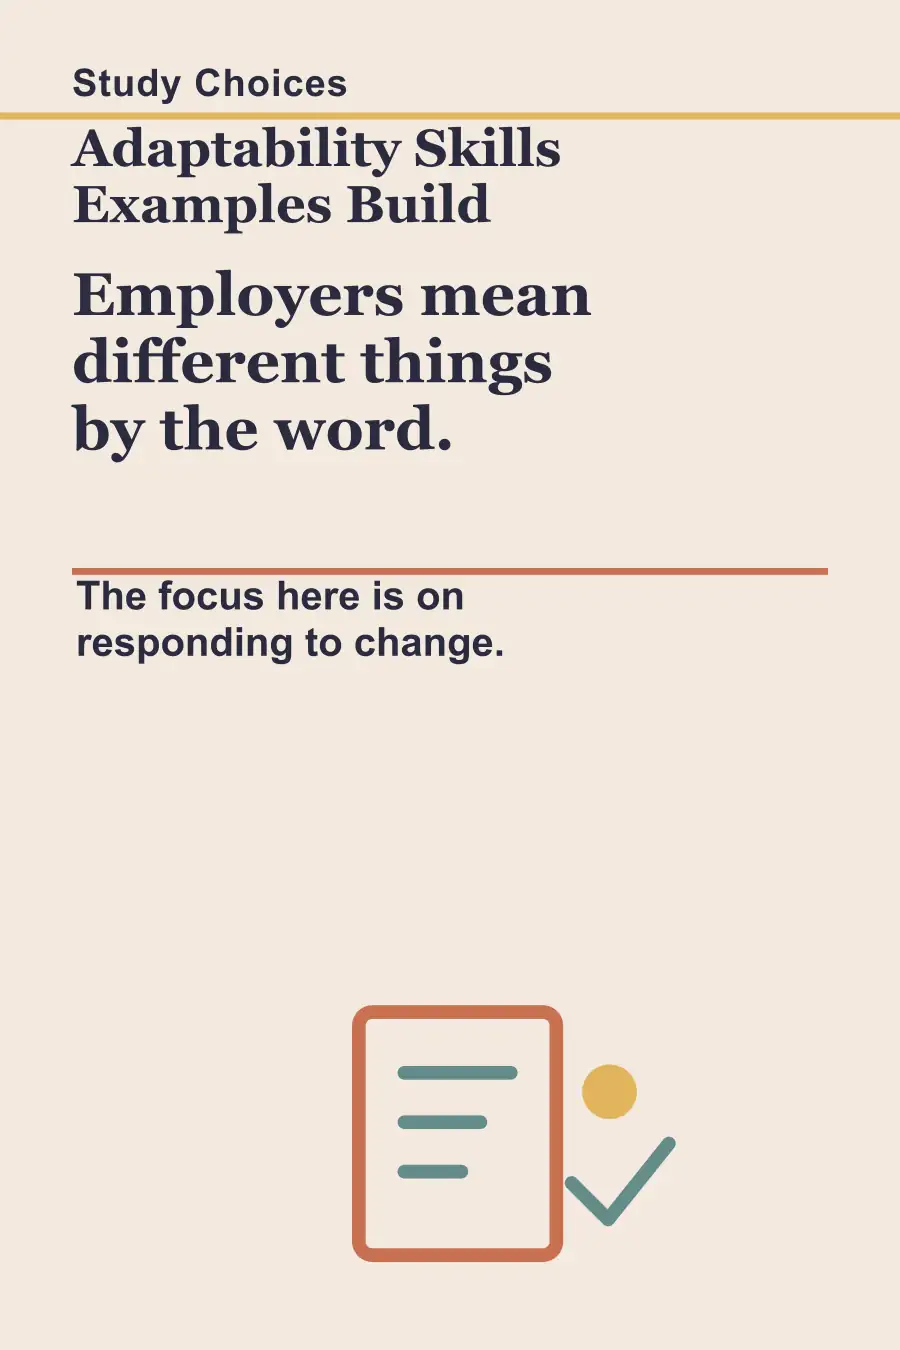 Study Choices
Adaptability Skills
Examples Build
Employers mean
different things
by the word.
The focus here is on
responding to change.